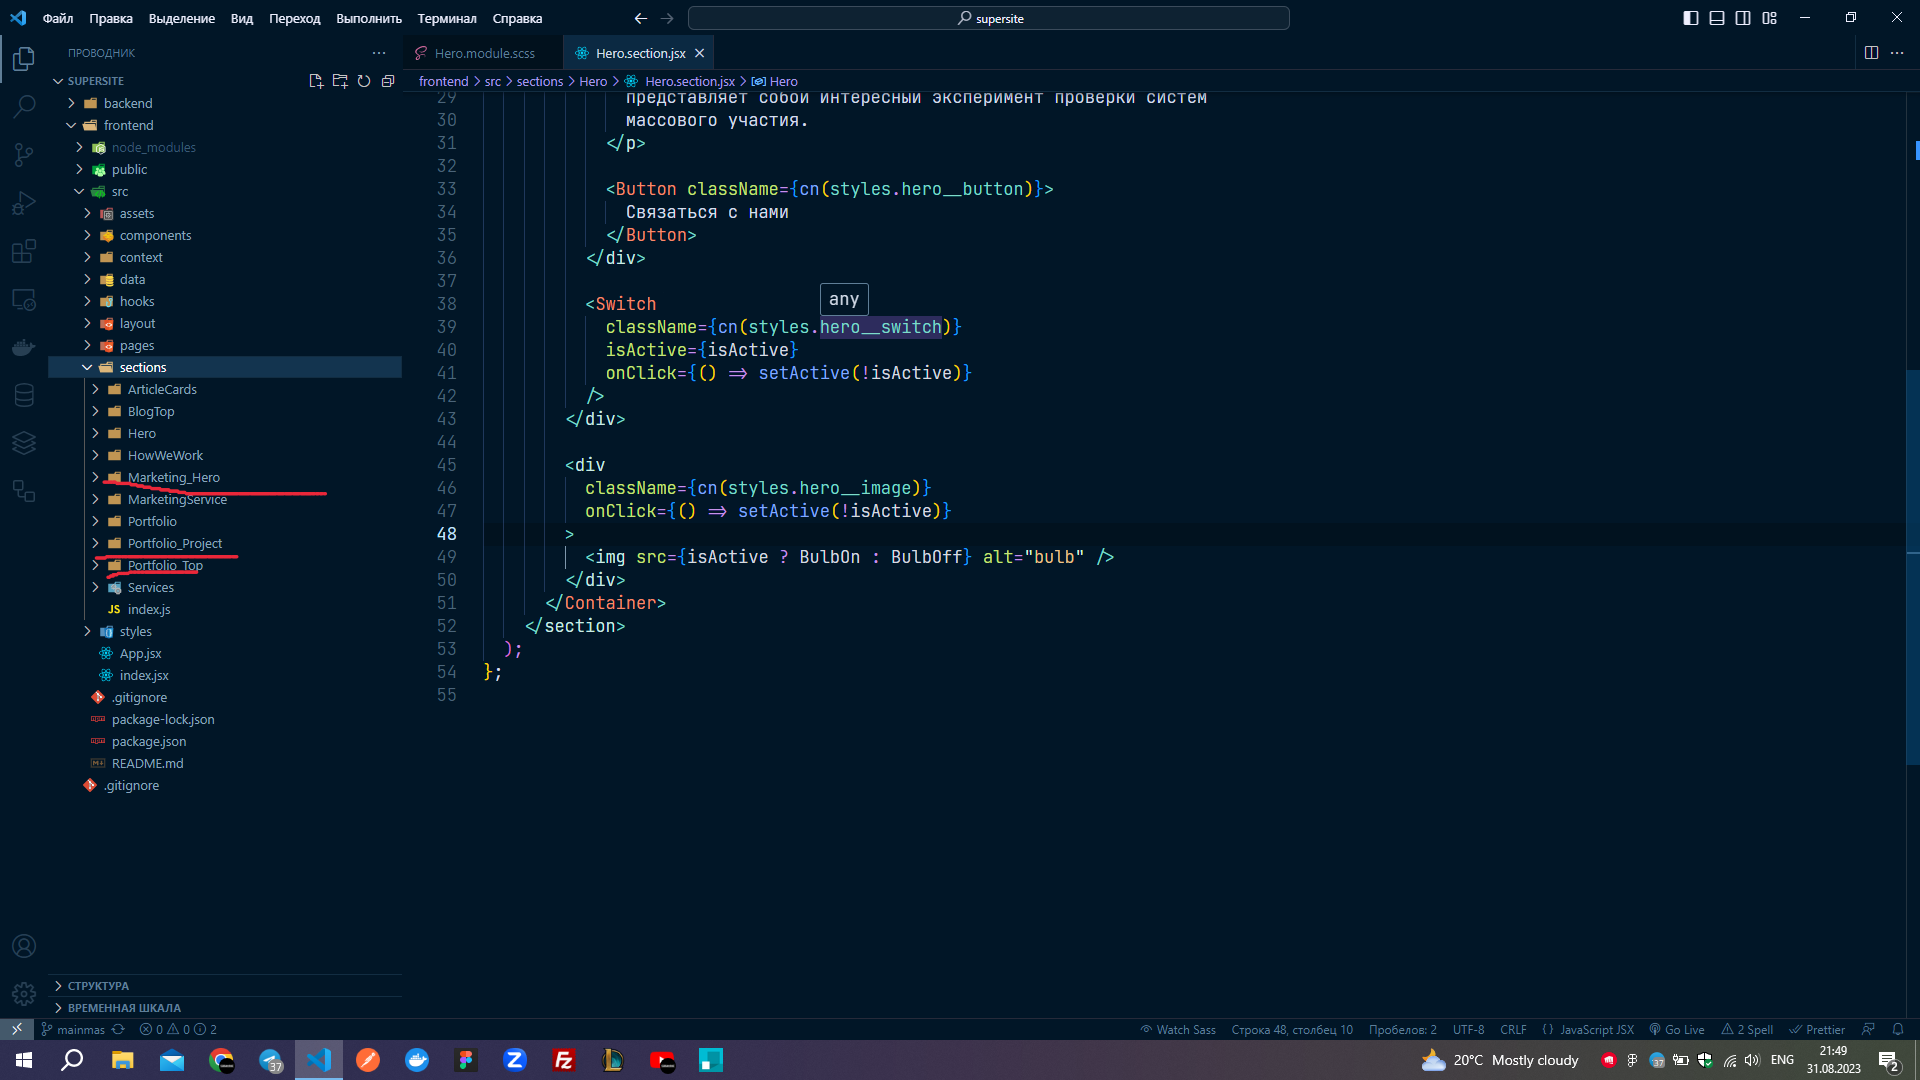 Файл Правка Выделение Вид Переход Выполнить Терминал Справка
supersite
ПРОВОДНИК
SUPERSITE
backend
frontend
node_modules
public
src
assets
components
context
data
hooks
layout
pages
sections
ArticleCards
BlogTop
Hero
HowWeWork
Marketing_Hero
MarketingService
Portfolio
Portfolio_Project
Portfolio_Top
Services
JS index.js
styles
App.jsx
index.jsx
.gitignore
package-lock.json
package.json
README.md
.gitignore
СТРУКТУРА
ВРЕМЕННАЯ ШКАЛА
Hero.module.scss Hero.section.jsx
frontend > src > sections > Hero > Hero.section.jsx > Hero
29 представляет собой интересный эксперимент проверки систем
30 массового участия.
31 </p>
32
33 <Button className={cn(styles.hero__button)}>
34 Связаться с нами
35 </Button>
36 </div>
37
38 <Switch
any
39 className={cn(styles.hero__switch)}
40 isActive={isActive}
41 onClick={() => setActive(!isActive)}
42 />
43 </div>
44
45 <div
46 className={cn(styles.hero__image)}
47 onClick={() => setActive(!isActive)}
48 >
49 <img src={isActive ? BulbOn : BulbOff} alt="bulb" />
50 </div>
51 </Container>
52 </section>
53 );
54 };
55
mainmas 0 0 2 Watch Sass Строка 48, столбец 10 Пробелов: 2 UTF-8 CRLF {} JavaScript JSX Go Live 2 Spell Prettier
37 20°C Mostly cloudy 37 ENG 21:49
31.08.2023 2